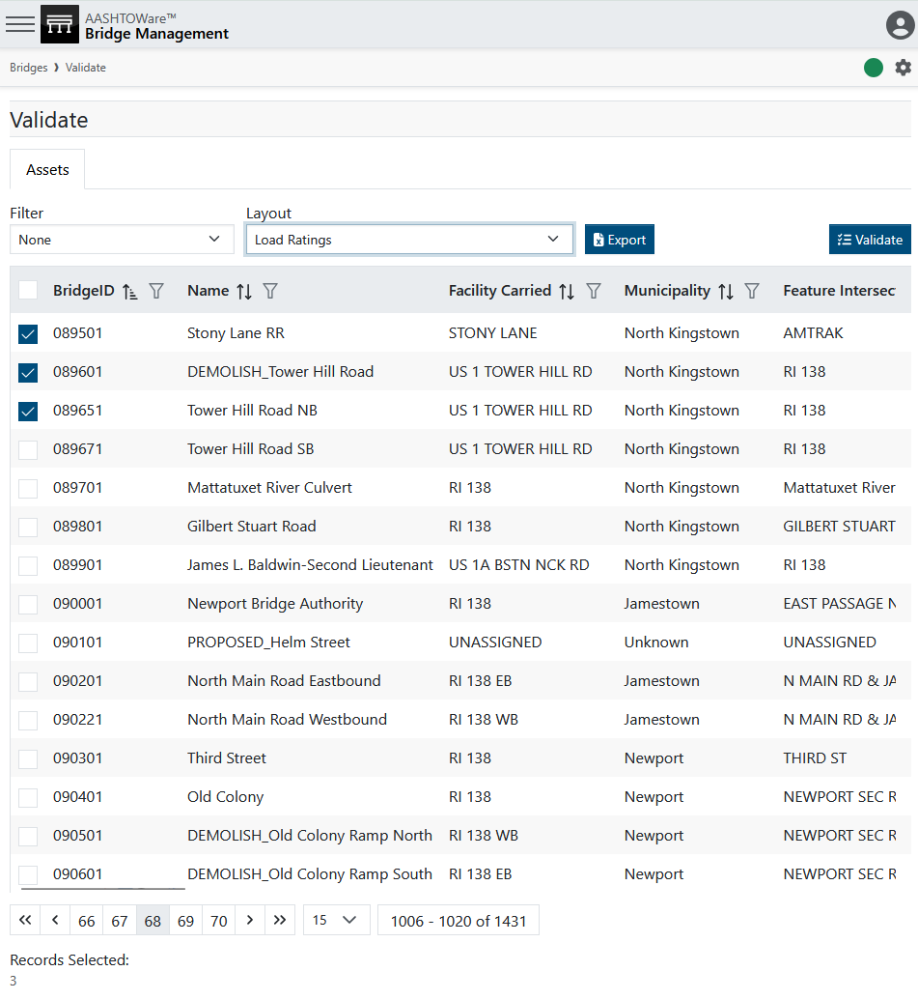 AASHTOWare™
Bridge Management
Bridges › Validate
Validate
Assets
Filter
Layout
None
Load Ratings
Export
Validate
BridgeID Name Facility Carried Municipality Feature Intersec
089501 Stony Lane RR STONY LANE North Kingstown AMTRAK
089601 DEMOLISH_Tower Hill Road US 1 TOWER HILL RD North Kingstown RI 138
089651 Tower Hill Road NB US 1 TOWER HILL RD North Kingstown RI 138
089671 Tower Hill Road SB US 1 TOWER HILL RD North Kingstown RI 138
089701 Mattatuxet River Culvert RI 138 North Kingstown Mattatuxet River
089801 Gilbert Stuart Road RI 138 North Kingstown GILBERT STUART
089901 James L. Baldwin-Second Lieutenant US 1A BSTN NCK RD North Kingstown RI 138
090001 Newport Bridge Authority RI 138 Jamestown EAST PASSAGE N
090101 PROPOSED_Helm Street UNASSIGNED Unknown UNASSIGNED
090201 North Main Road Eastbound RI 138 EB Jamestown N MAIN RD & JA
090221 North Main Road Westbound RI 138 WB Jamestown N MAIN RD & JA
090301 Third Street RI 138 Newport THIRD ST
090401 Old Colony RI 138 Newport NEWPORT SEC R
090501 DEMOLISH_Old Colony Ramp North RI 138 WB Newport NEWPORT SEC R
090601 DEMOLISH_Old Colony Ramp South RI 138 EB Newport NEWPORT SEC R
« ‹ 66 67 68 69 70 › » 15 1006 - 1020 of 1431
Records Selected:
3